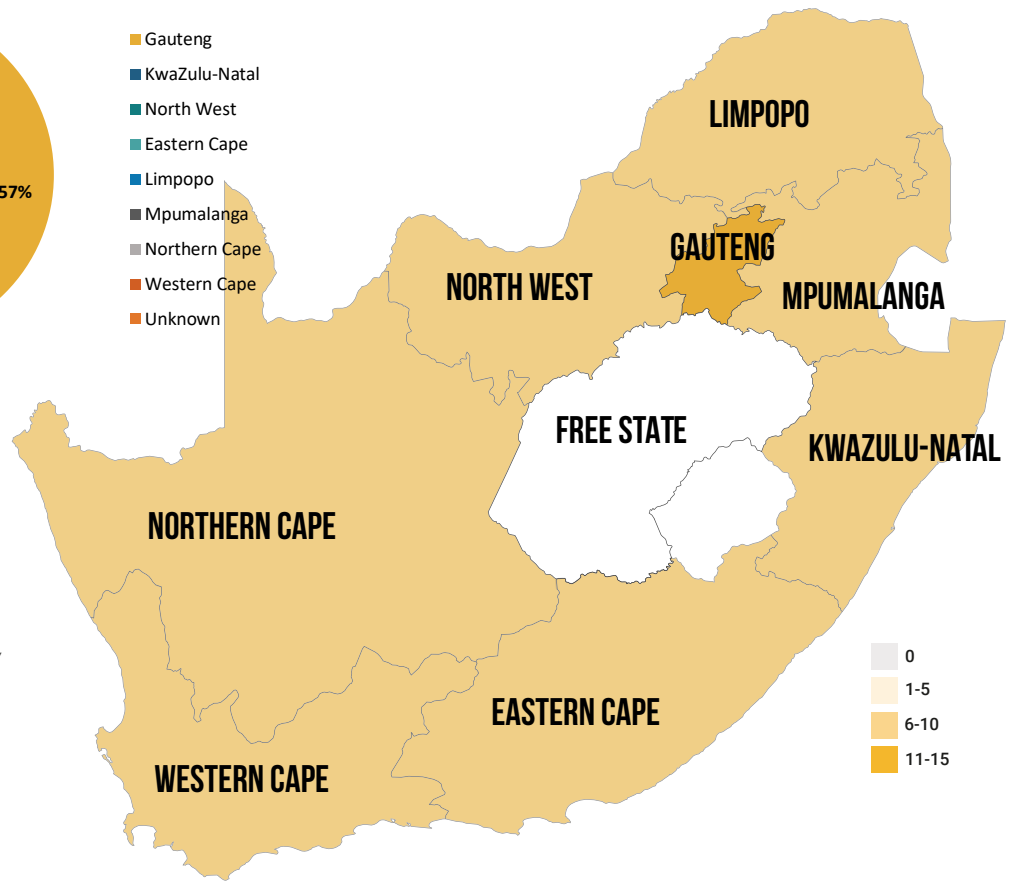 57%
Gauteng
KwaZulu-Natal
North West
Eastern Cape
Limpopo
Mpumalanga
Northern Cape
Western Cape
Unknown
LIMPOPO
GAUTENG
NORTH WEST
MPUMALANGA
FREE STATE
KWAZULU-NATAL
NORTHERN CAPE
EASTERN CAPE
WESTERN CAPE
0
1-5
6-10
11-15